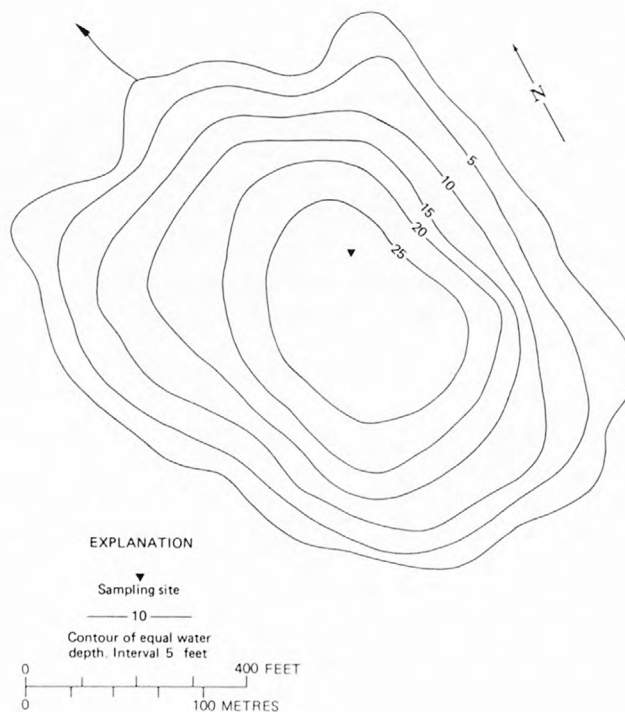 N
5
10
15
20
25
EXPLANATION
Sampling site
10
Contour of equal water
depth. Interval 5 feet
0 400 FEET
0 100 METRES